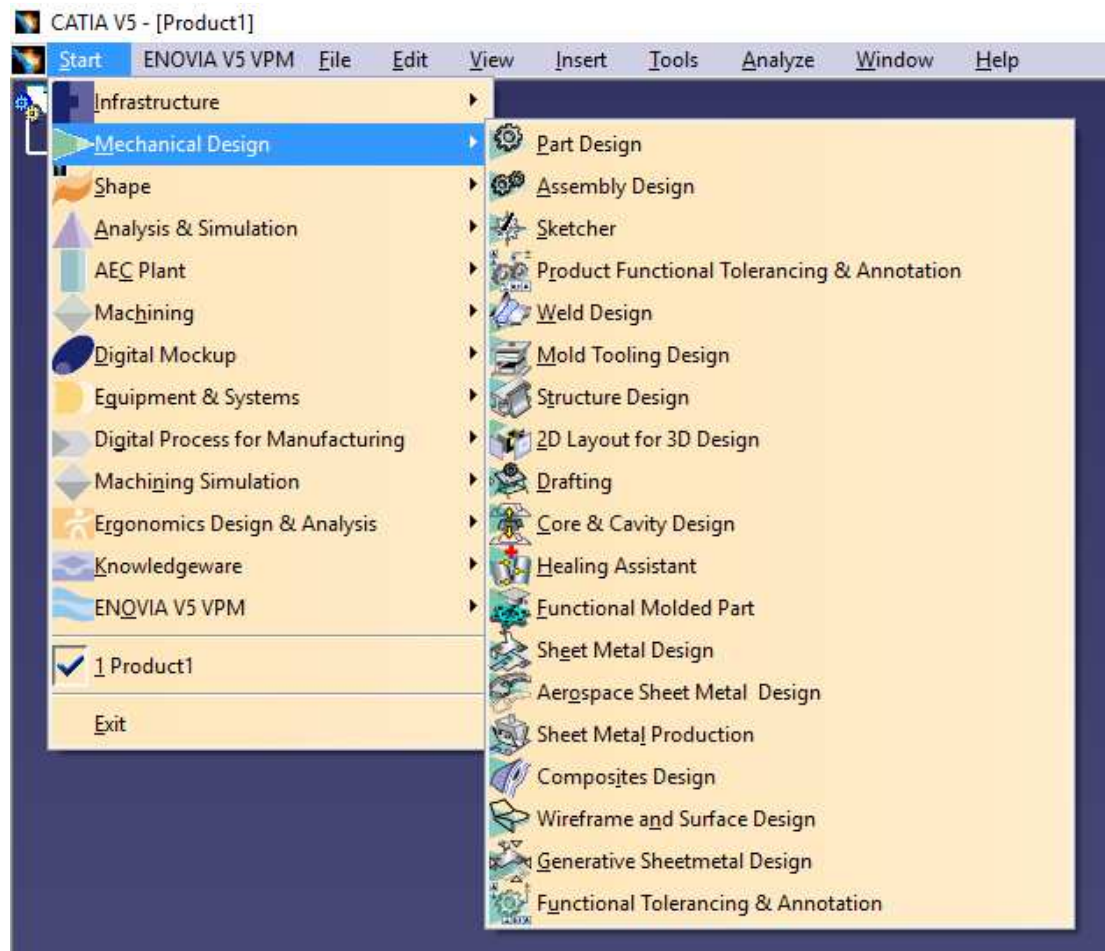 CATIA V5 - [Product1]
Start ENOVIA V5 VPM File Edit View Insert Tools Analyze Window Help
Infrastructure
Mechanical Design
Shape
Analysis & Simulation
AEC Plant
Machining
Digital Mockup
Equipment & Systems
Digital Process for Manufacturing
Machining Simulation
Ergonomics Design & Analysis
Knowledgeware
ENOVIA V5 VPM
1 Product1
Exit
Part Design
Assembly Design
Sketcher
Product Functional Tolerancing & Annotation
Weld Design
Mold Tooling Design
Structure Design
2D Layout for 3D Design
Drafting
Core & Cavity Design
Healing Assistant
Functional Molded Part
Sheet Metal Design
Aerospace Sheet Metal Design
Sheet Metal Production
Composites Design
Wireframe and Surface Design
Generative Sheetmetal Design
Functional Tolerancing & Annotation